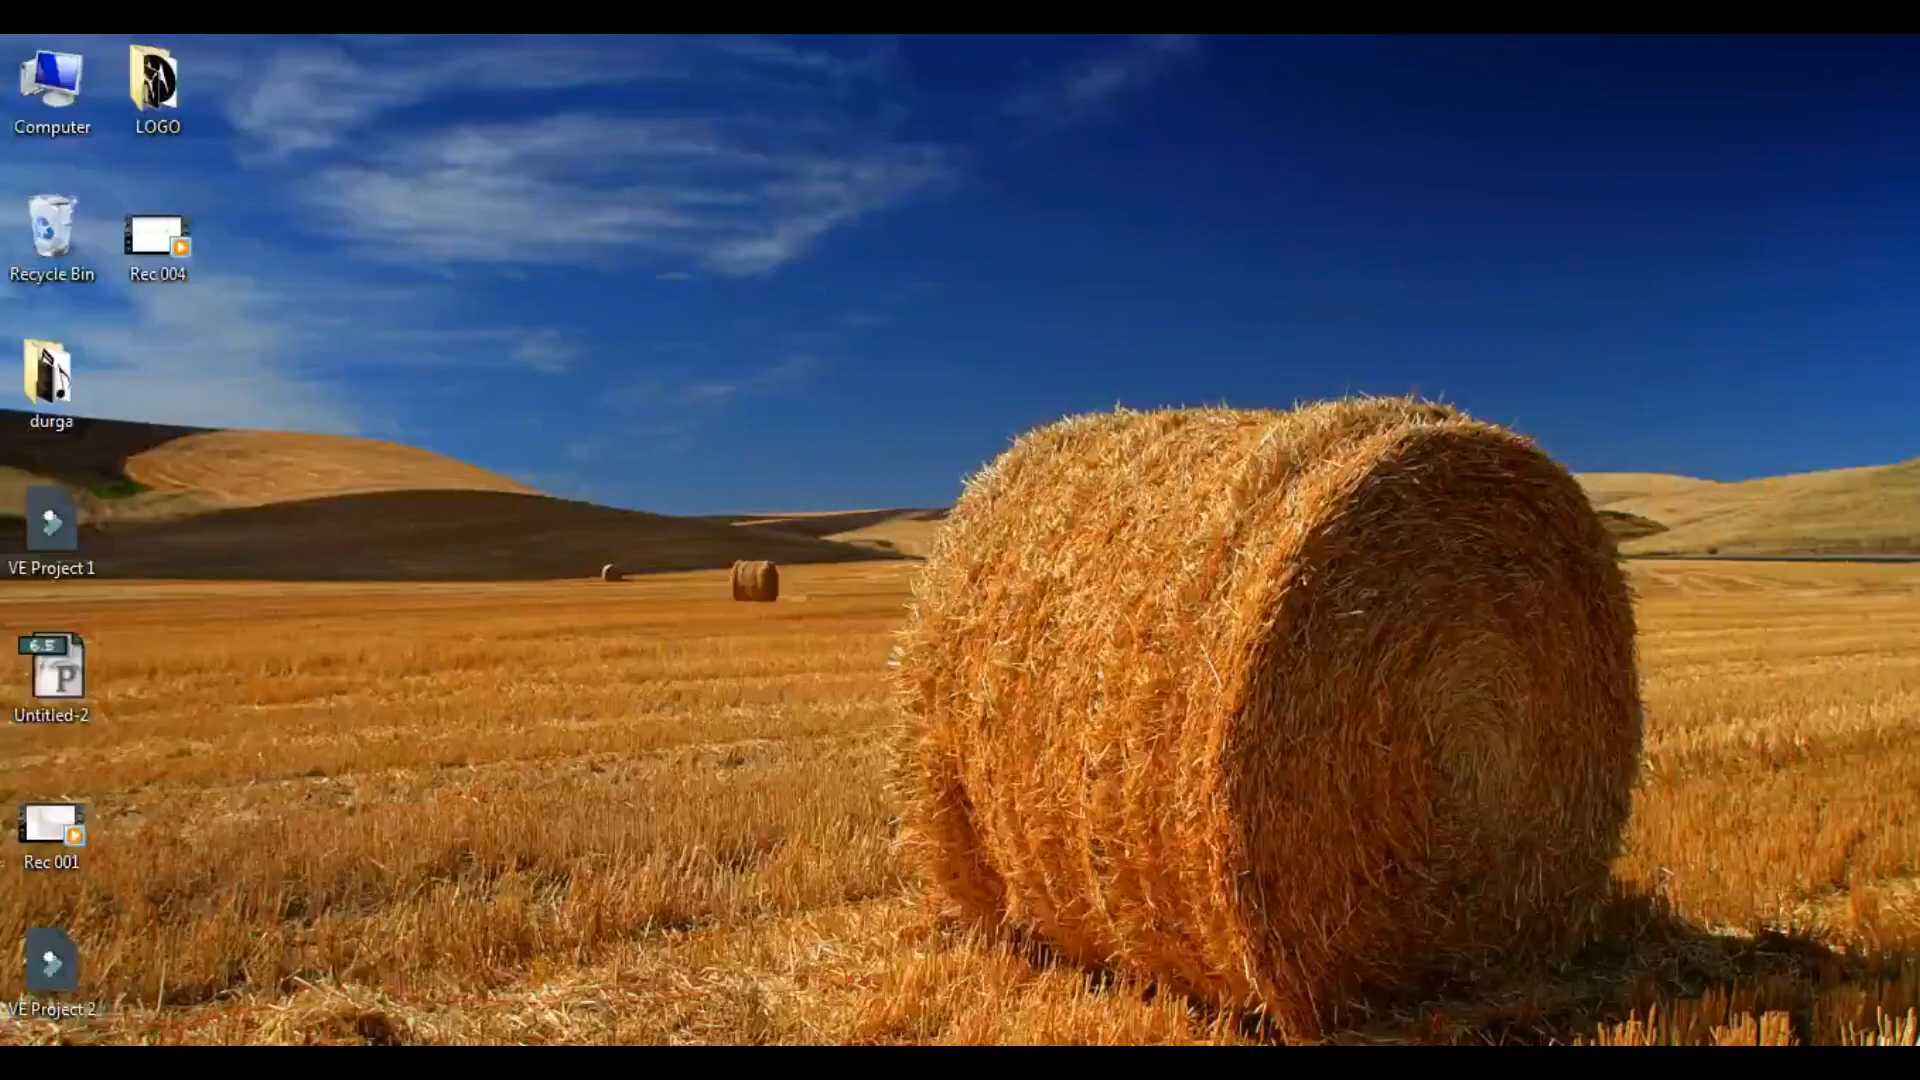 Computer
LOGO
Recycle Bin
Rec 004
durga
VE Project 1
6.5
P
Untitled-2
Rec 001
VE Project 2